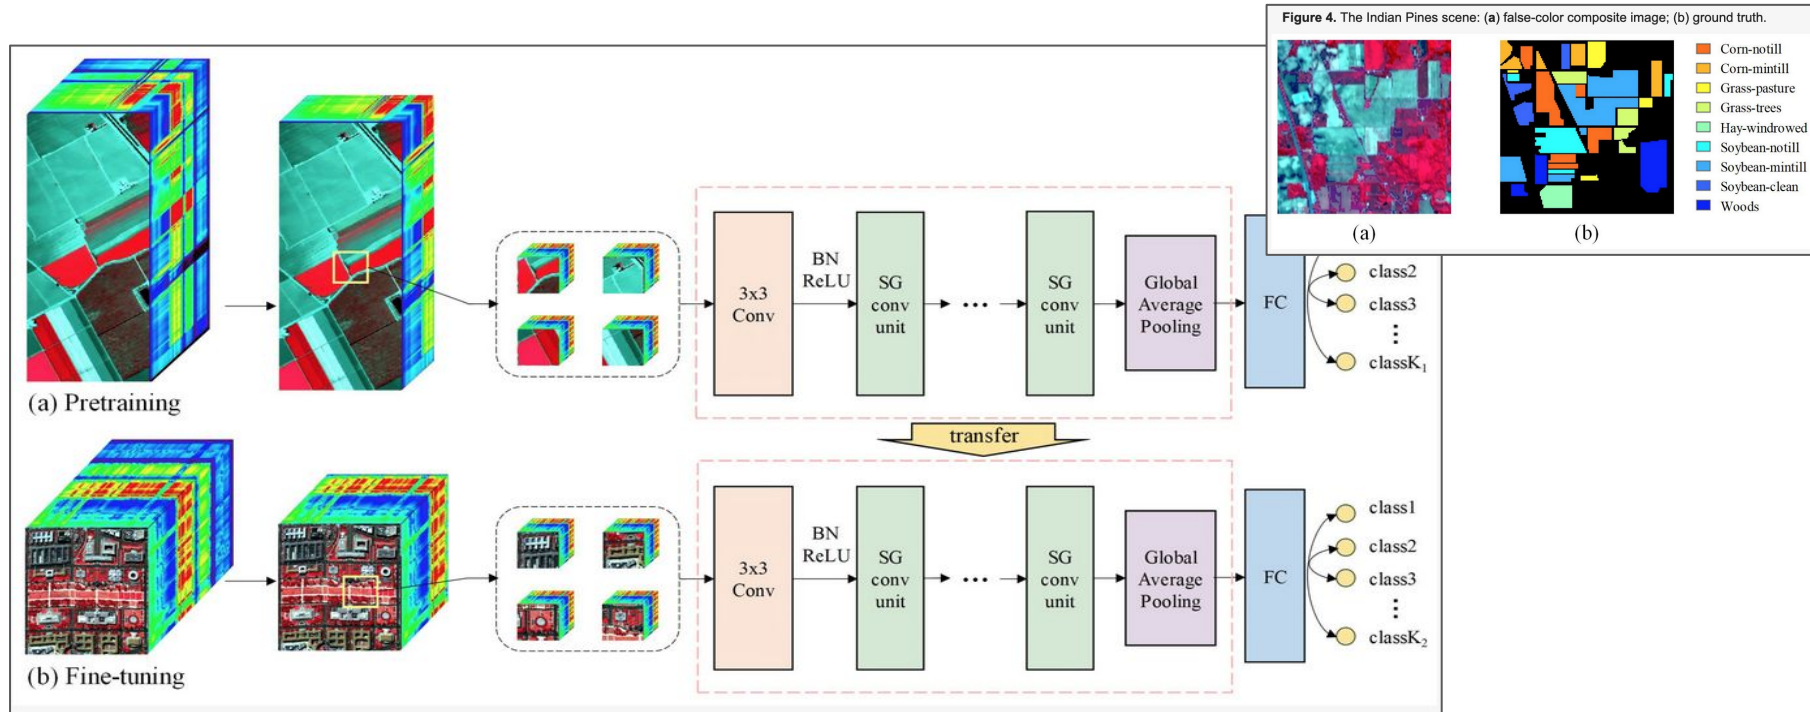 Figure 4. The Indian Pines scene: (a) false-color composite image; (b) ground truth.
Corn-notill
Corn-mintill
Grass-pasture
Grass-trees
Hay-windrowed
Soybean-notill
Soybean-mintill
Soybean-clean
Woods
(a)
(b)
3x3
Conv
BN
ReLU
SG
conv
unit
...
SG
conv
unit
Global
Average
Pooling
FC
class2
class3
⋮
classK₁
(a) Pretraining
transfer
3x3
Conv
BN
ReLU
SG
conv
unit
...
SG
conv
unit
Global
Average
Pooling
FC
class1
class2
class3
⋮
classK₂
(b) Fine-tuning